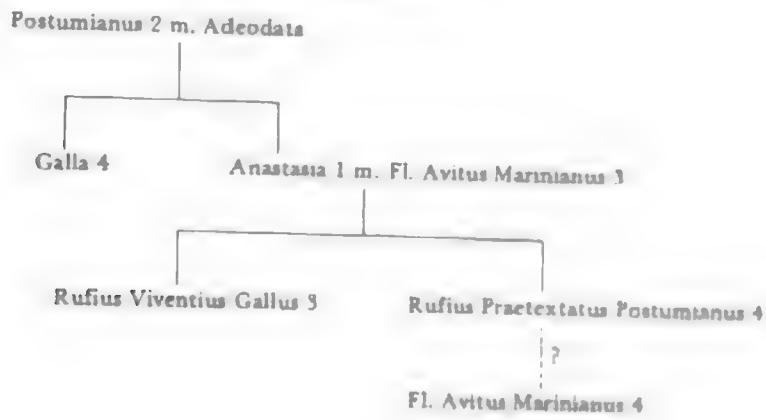 Postumianus 2 m. Adeodata
Galla 4
Anastasia 1 m. Fl. Avitus Marinianus 3
Rufius Viventius Gallus 3
Rufius Praetextatus Postumianus 4
?
Fl. Avitus Marinianus 4